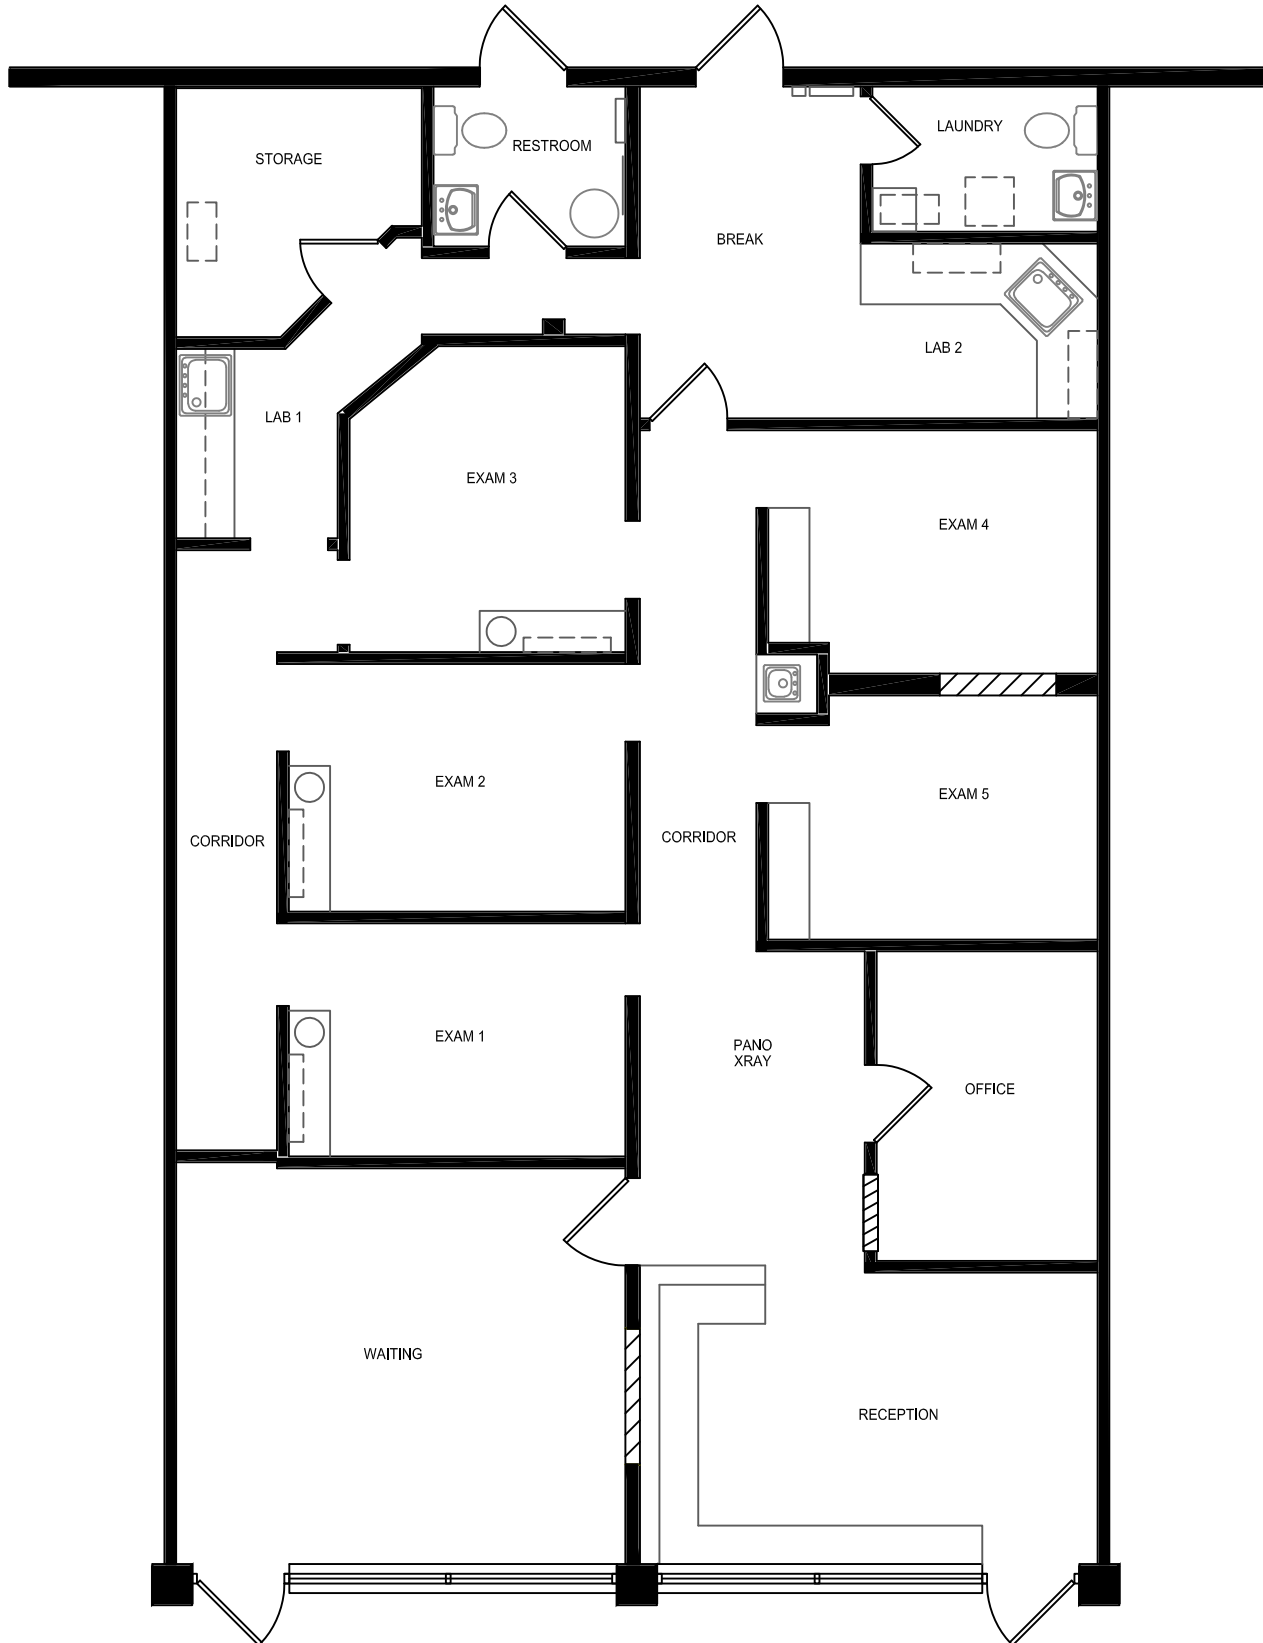 LAUNDRY
RESTROOM
STORAGE
BREAK
LAB 2
LAB 1
EXAM 3
EXAM 4
EXAM 2
EXAM 5
CORRIDOR
CORRIDOR
EXAM 1
PANO
XRAY
OFFICE
WAITING
RECEPTION